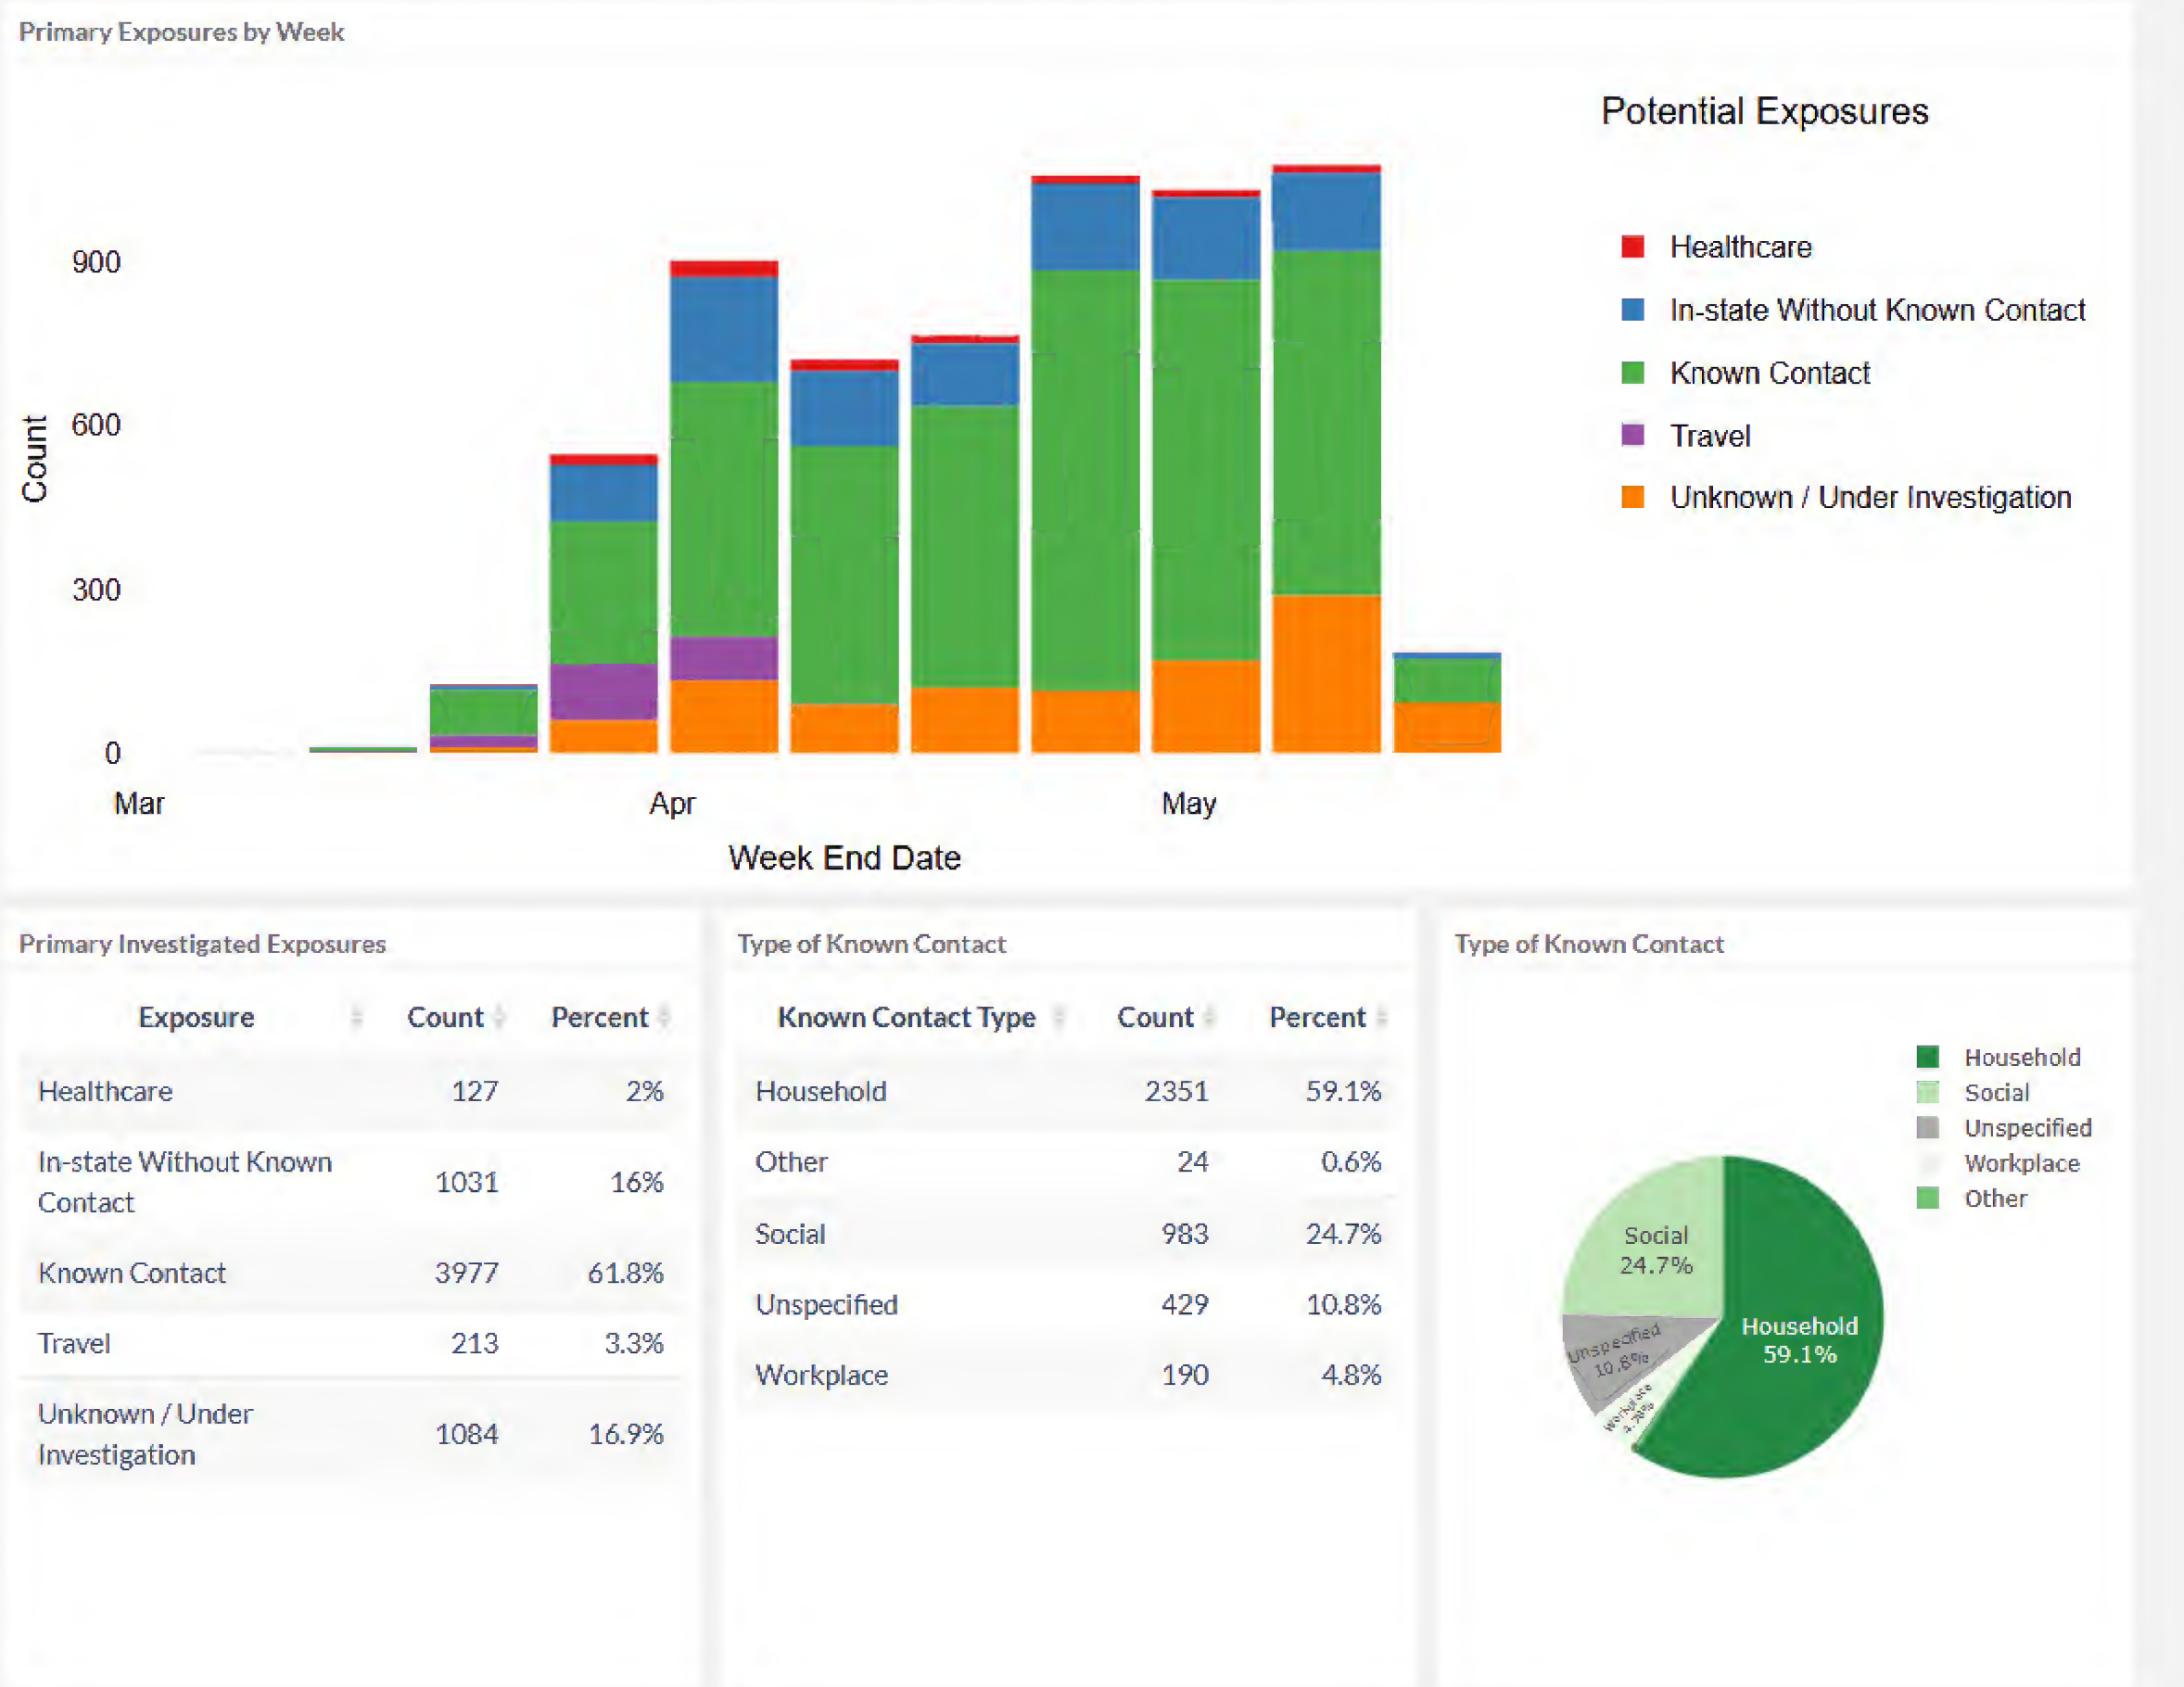 Primary Exposures by Week
Potential Exposures
Healthcare
In-state Without Known Contact
Known Contact
Travel
Unknown / Under Investigation
Count
900
600
300
0
Mar
Apr
May
Week End Date
Primary Investigated Exposures
Exposure Count Percent
Healthcare 127 2%
In-state Without Known
Contact 1031 16%
Known Contact 3977 61.8%
Travel 213 3.3%
Unknown / Under
Investigation 1084 16.9%
Type of Known Contact
Known Contact Type Count Percent
Household 2351 59.1%
Other 24 0.6%
Social 983 24.7%
Unspecified 429 10.8%
Workplace 190 4.8%
Type of Known Contact
Household
Social
Unspecified
Workplace
Other
Social
24.7%
Household
59.1%
Unspecified
10.8%
Workplace